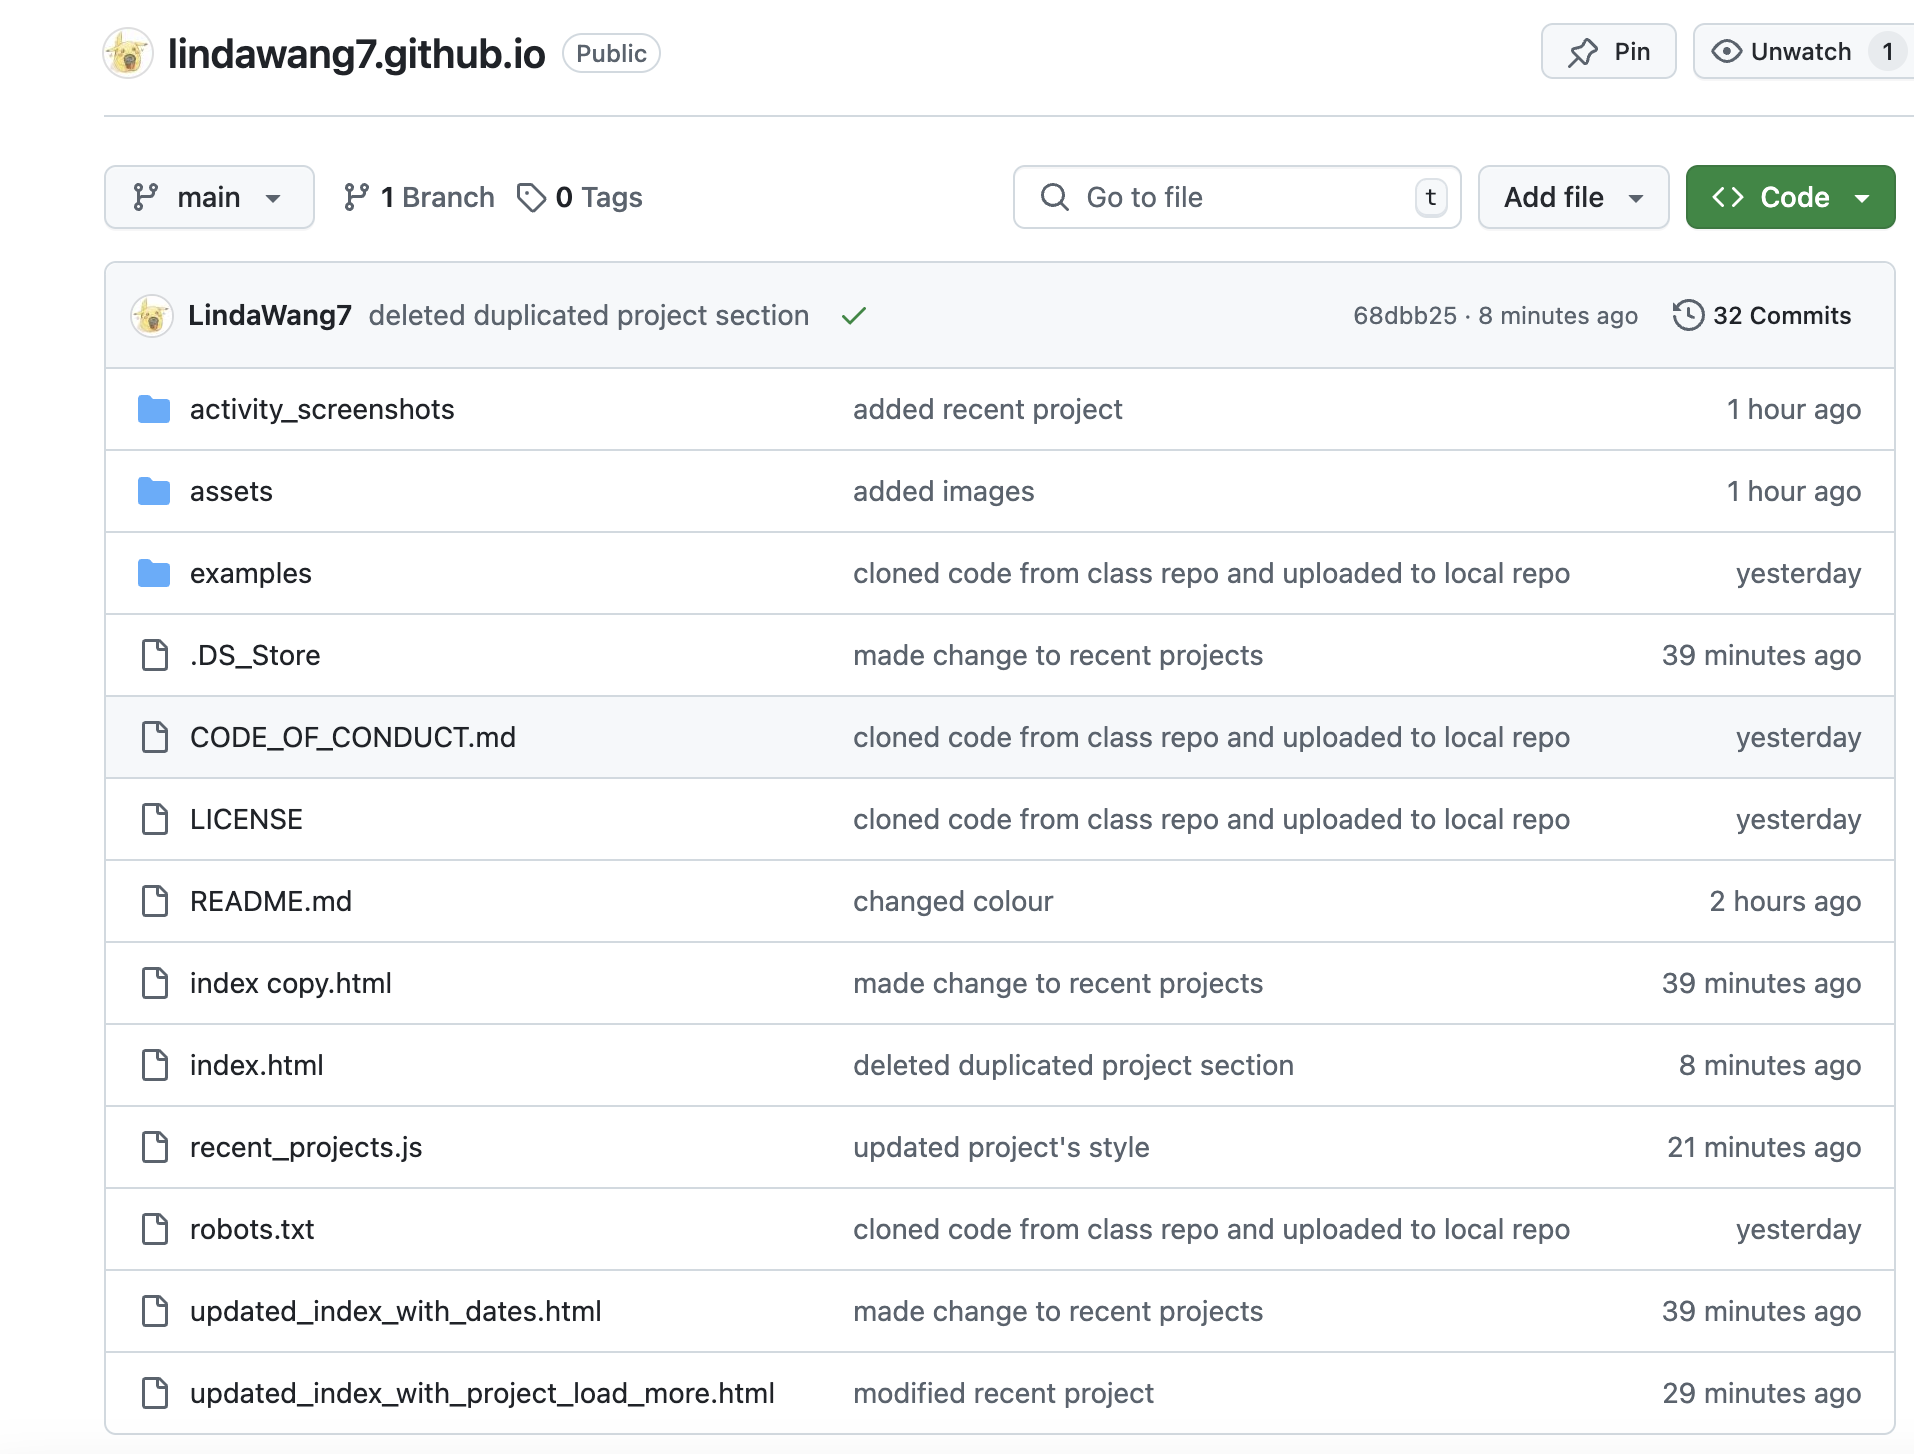 lindawang7.github.io Public Pin Unwatch 1
main 1 Branch 0 Tags Go to file t Add file Code
LindaWang7 deleted duplicated project section 68dbb25 · 8 minutes ago 32 Commits
activity_screenshots added recent project 1 hour ago
assets added images 1 hour ago
examples cloned code from class repo and uploaded to local repo yesterday
.DS_Store made change to recent projects 39 minutes ago
CODE_OF_CONDUCT.md cloned code from class repo and uploaded to local repo yesterday
LICENSE cloned code from class repo and uploaded to local repo yesterday
README.md changed colour 2 hours ago
index copy.html made change to recent projects 39 minutes ago
index.html deleted duplicated project section 8 minutes ago
recent_projects.js updated project's style 21 minutes ago
robots.txt cloned code from class repo and uploaded to local repo yesterday
updated_index_with_dates.html made change to recent projects 39 minutes ago
updated_index_with_project_load_more.html modified recent project 29 minutes ago